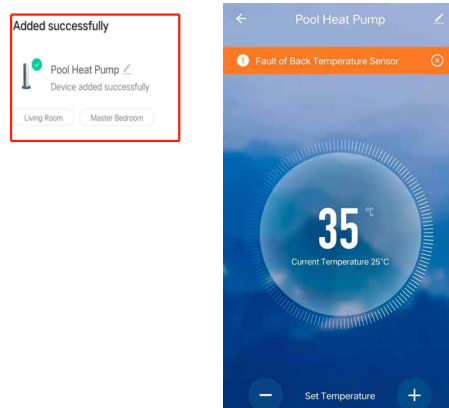 Added successfully
Pool Heat Pump
Device added successfully
Living Room
Master Bedroom
Pool Heat Pump
Fault of Back Temperature Sensor
35 °C
Current Temperature 25°C
Set Temperature